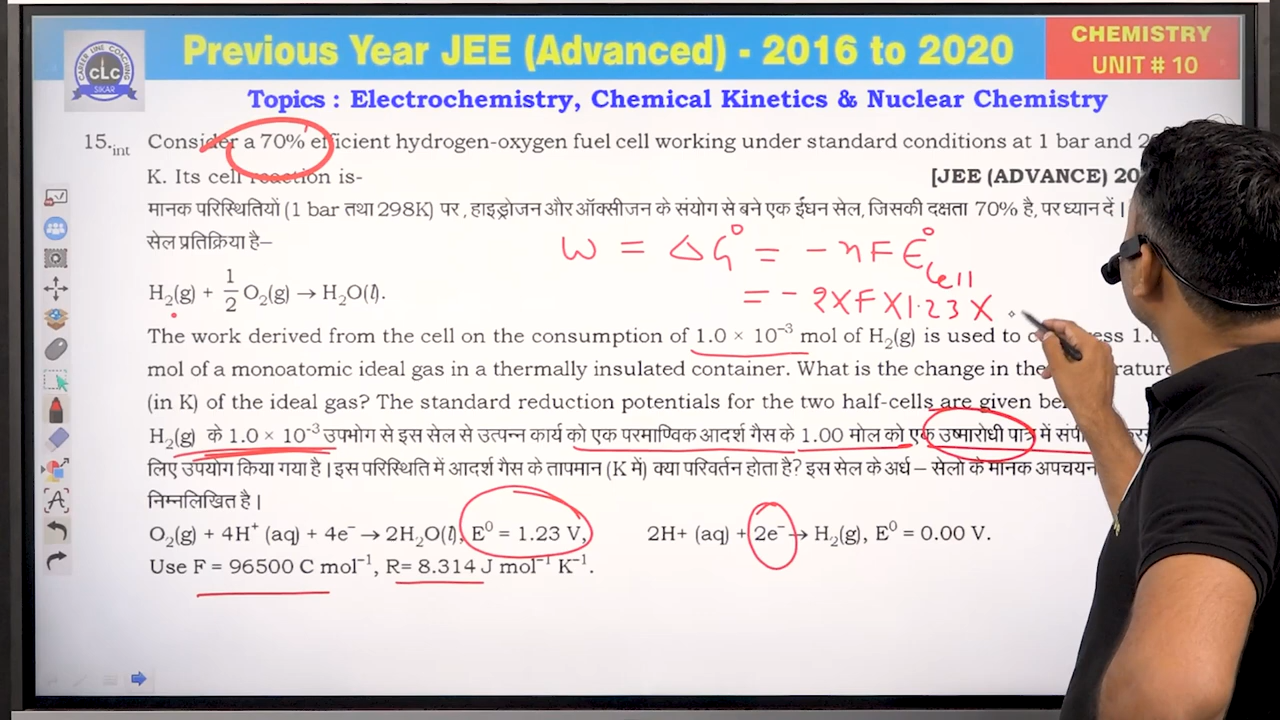 Previous Year JEE (Advanced) - 2016 to 2020
CHEMISTRY
UNIT # 10
CAREER LINE COACHING
CLC
SIKAR
Topics : Electrochemistry, Chemical Kinetics & Nuclear Chemistry
15.int Consider a 70% efficient hydrogen-oxygen fuel cell working under standard conditions at 1 bar and
K. Its cell reaction is- [JEE (ADVANCE) 20
मानक परिस्थितियों (1 bar तथा 298K) पर, हाइड्रोजन और ऑक्सीजन के संयोग से बने एक ईंधन सेल, जिसकी दक्षता 70% है, पर ध्यान दें।
सेल प्रतिक्रिया है–
W = ΔG° = - nFE°cell
= - 2XFX1.23X
H₂(g) + 1/2 O₂(g) → H₂O(l).
The work derived from the cell on the consumption of 1.0 × 10⁻³ mol of H₂(g) is used to 1.0
mol of a monoatomic ideal gas in a thermally insulated container. What is the change in the
(in K) of the ideal gas? The standard reduction potentials for the two half-cells are given
H₂(g) के 1.0 × 10⁻³ उपभोग से इस सेल से उत्पन्न कार्य को एक परमाण्विक आदर्श गैस के 1.00 मोल को एक उष्मारोधी पात्र में
लिए उपयोग किया गया है। इस परिस्थिति में आदर्श गैस के तापमान (K में) क्या परिवर्तन होता है? इस सेल के अर्ध – सेलों के मानक अपचयन
निम्नलिखित है।
O₂(g) + 4H⁺ (aq) + 4e⁻ → 2H₂O(l), E⁰ = 1.23 V, 2H+ (aq) + 2e⁻ → H₂(g), E⁰ = 0.00 V.
Use F = 96500 C mol⁻¹, R= 8.314 J mol⁻¹ K⁻¹.